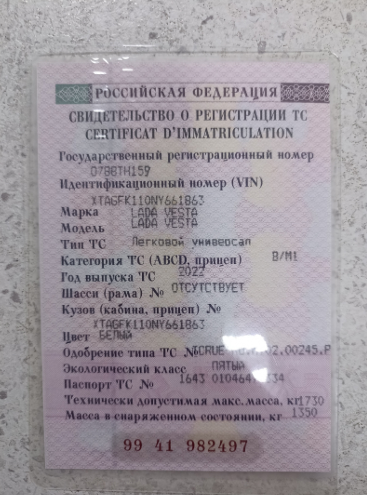 РОССИЙСКАЯ ФЕДЕРАЦИЯ
СВИДЕТЕЛЬСТВО О РЕГИСТРАЦИИ ТС
CERTIFICAT D'IMMATRICULATION
Государственный регистрационный номер
О788ТН159
Идентификационный номер (VIN)
XTAGFK110NY661863
Марка LADA VESTA
Модель LADA VESTA
Тип ТС Легковой универсал
Категория ТС (ABCD, прицеп) B/M1
Год выпуска ТС 2022
Шасси (рама) № ОТСУТСТВУЕТ
Кузов (кабина, прицеп) №
XTAGFK110NY661863
Цвет БЕЛЫЙ
Одобрение типа ТС №
Экологический класс ПЯТЫЙ
Паспорт ТС №
Технически допустимая макс.масса, кг 1730
Масса в снаряженном состоянии, кг 1350
99 41 982497